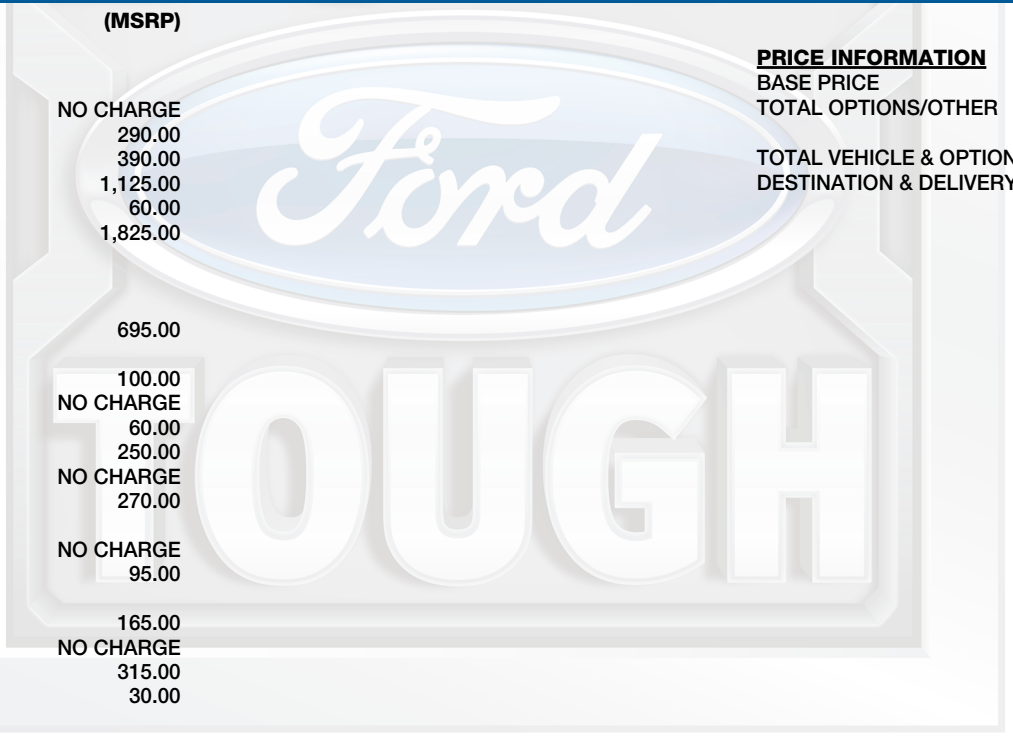 (MSRP)
NO CHARGE
290.00
390.00
1,125.00
60.00
1,825.00
695.00
100.00
NO CHARGE
60.00
250.00
NO CHARGE
270.00
NO CHARGE
95.00
165.00
NO CHARGE
315.00
30.00
PRICE INFORMATION
BASE PRICE
TOTAL OPTIONS/OTHER
TOTAL VEHICLE & OPTION
DESTINATION & DELIVERY
Ford
TOUGH